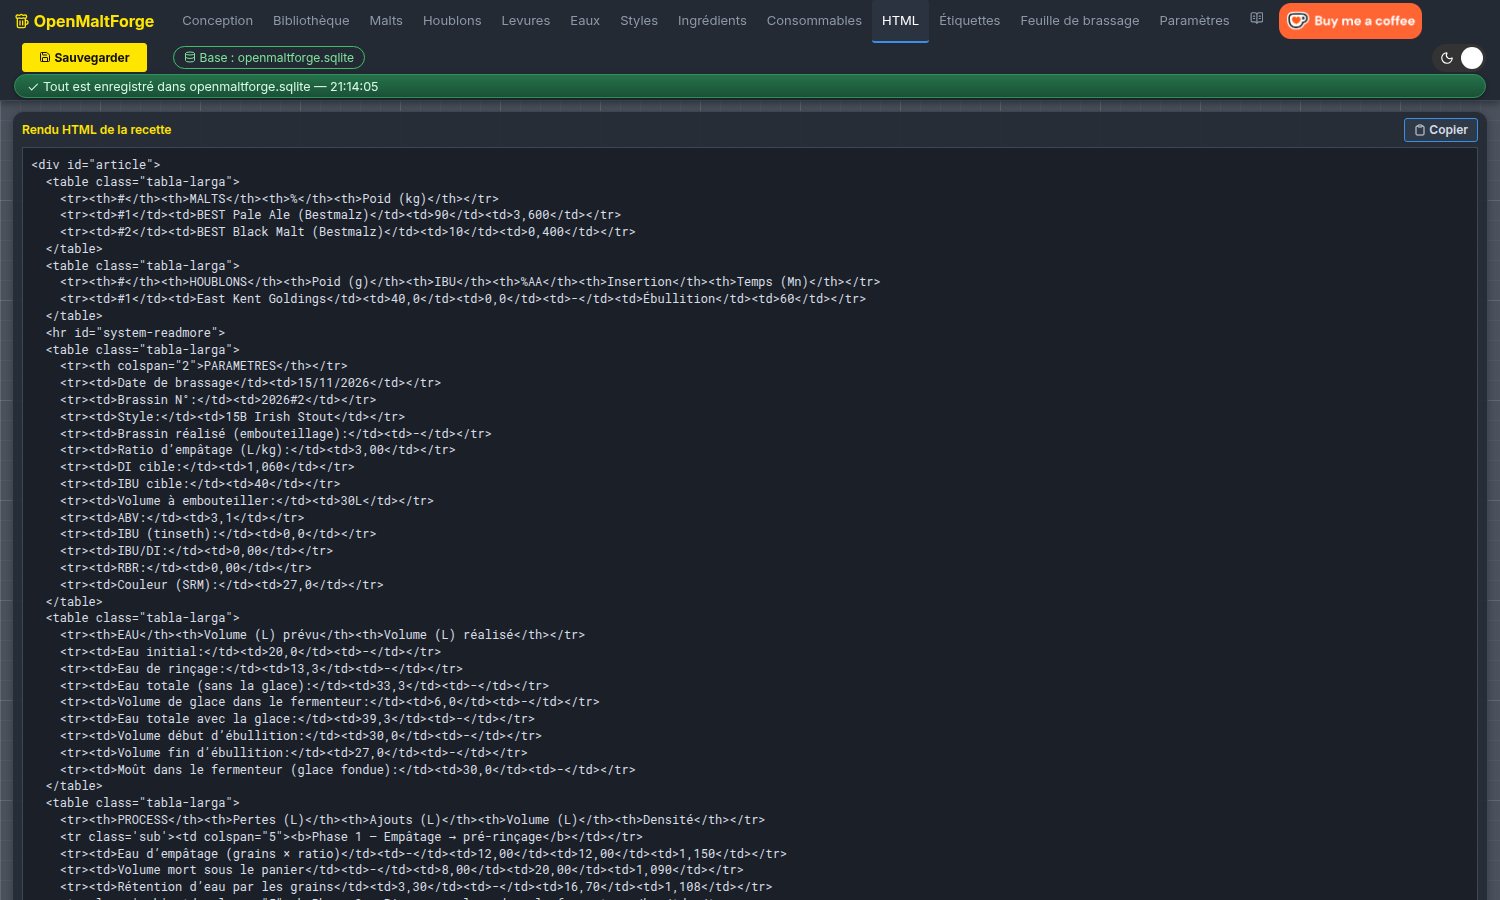 OpenMaltForge Conception Bibliothèque Malts Houblons Levures Eaux Styles Ingrédients Consommables HTML Étiquettes Feuille de brassage Paramètres Buy me a coffee
Sauvegarder Base : openmaltforge.sqlite
✓ Tout est enregistré dans openmaltforge.sqlite — 21:14:05
Rendu HTML de la recette Copier
<div id="article">
  <table class="tabla-larga">
    <tr><th>#</th><th>MALTS</th><th>%</th><th>Poid (kg)</th></tr>
    <tr><td>#1</td><td>BEST Pale Ale (Bestmalz)</td><td>90</td><td>3,600</td></tr>
    <tr><td>#2</td><td>BEST Black Malt (Bestmalz)</td><td>10</td><td>0,400</td></tr>
  </table>
  <table class="tabla-larga">
    <tr><th>#</th><th>HOUBLONS</th><th>Poid (g)</th><th>IBU</th><th>%AA</th><th>Insertion</th><th>Temps (Mn)</th></tr>
    <tr><td>#1</td><td>East Kent Goldings</td><td>40,0</td><td>0,0</td><td>-</td><td>Ébullition</td><td>60</td></tr>
  </table>
  <hr id="system-readmore">
  <table class="tabla-larga">
    <tr><th colspan="2">PARAMETRES</th></tr>
    <tr><td>Date de brassage</td><td>15/11/2026</td></tr>
    <tr><td>Brassin N°:</td><td>2026#2</td></tr>
    <tr><td>Style:</td><td>15B Irish Stout</td></tr>
    <tr><td>Brassin réalisé (embouteillage):</td><td>-</td></tr>
    <tr><td>Ratio d'empâtage (L/kg):</td><td>3,00</td></tr>
    <tr><td>DI cible:</td><td>1,060</td></tr>
    <tr><td>IBU cible:</td><td>40</td></tr>
    <tr><td>Volume à embouteiller:</td><td>30L</td></tr>
    <tr><td>ABV:</td><td>3,1</td></tr>
    <tr><td>IBU (tinseth):</td><td>0,0</td></tr>
    <tr><td>IBU/DI:</td><td>0,00</td></tr>
    <tr><td>RBR:</td><td>0,00</td></tr>
    <tr><td>Couleur (SRM):</td><td>27,0</td></tr>
  </table>
  <table class="tabla-larga">
    <tr><th>EAU</th><th>Volume (L) prévu</th><th>Volume (L) réalisé</th></tr>
    <tr><td>Eau initial:</td><td>20,0</td><td>-</td></tr>
    <tr><td>Eau de rinçage:</td><td>13,3</td><td>-</td></tr>
    <tr><td>Eau totale (sans la glace):</td><td>33,3</td><td>-</td></tr>
    <tr><td>Volume de glace dans le fermenteur:</td><td>6,0</td><td>-</td></tr>
    <tr><td>Eau totale avec la glace:</td><td>39,3</td><td>-</td></tr>
    <tr><td>Volume début d'ébullition:</td><td>30,0</td><td>-</td></tr>
    <tr><td>Volume fin d'ébullition:</td><td>27,0</td><td>-</td></tr>
    <tr><td>Moût dans le fermenteur (glace fondue):</td><td>30,0</td><td>-</td></tr>
  </table>
  <table class="tabla-larga">
    <tr><th>PROCESS</th><th>Pertes (L)</th><th>Ajouts (L)</th><th>Volume (L)</th><th>Densité</th></tr>
    <tr class='sub'><td colspan="5"><b>Phase 1 — Empâtage → pré-rinçage</b></td></tr>
    <tr><td>Eau d'empâtage (grains × ratio)</td><td>-</td><td>12,00</td><td>12,00</td><td>1,150</td></tr>
    <tr><td>Volume mort sous le panier</td><td>-</td><td>8,00</td><td>20,00</td><td>1,090</td></tr>
    <tr><td>Rétention d'eau par les grains</td><td>3,30</td><td>-</td><td>16,70</td><td>1,108</td></tr>